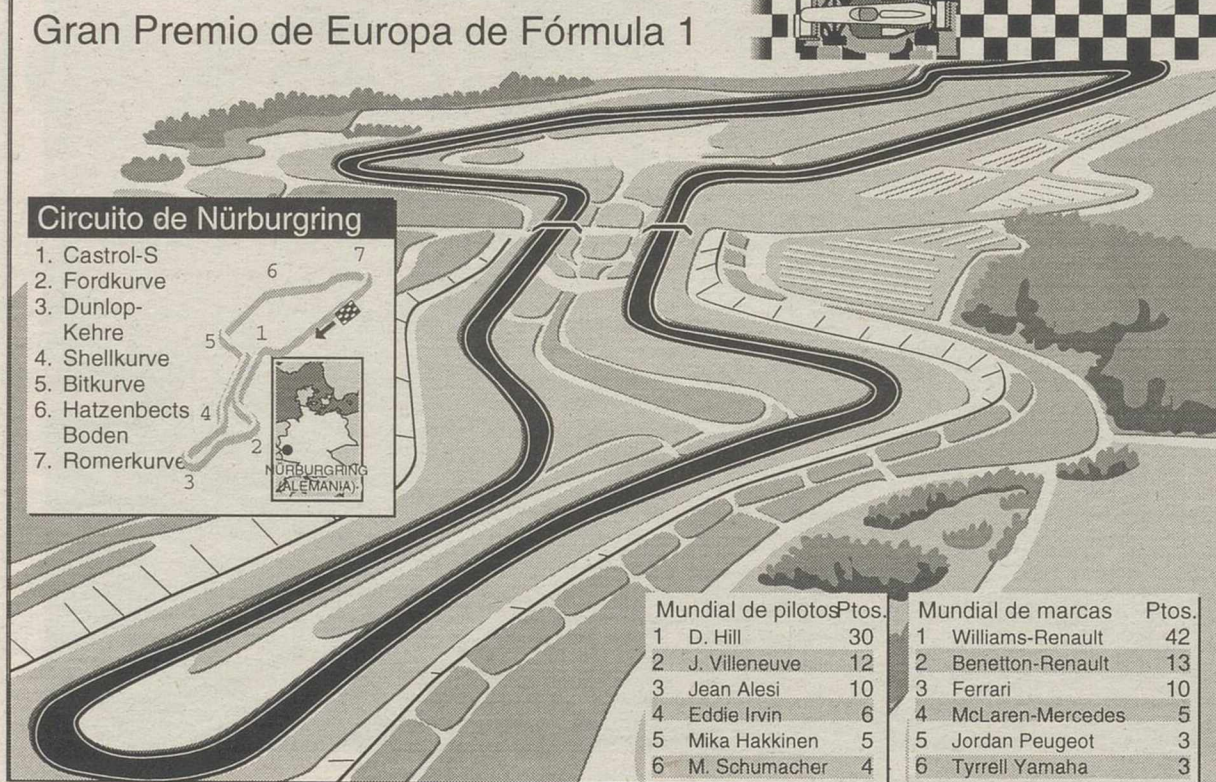 Gran Premio de Europa de Fórmula 1
Circuito de Nürburgring
1. Castrol-S
2. Fordkurve
3. Dunlop-
Kehre
4. Shellkurve
5. Bitkurve
6. Hatzenbects
Boden
7. Romerkurve
7
6
5
1
4
2
3
NÜRBURGRING
(ALEMANIA)
Mundial de pilotos Ptos.
1 D. Hill 30
2 J. Villeneuve 12
3 Jean Alesi 10
4 Eddie Irvin 6
5 Mika Hakkinen 5
6 M. Schumacher 4
Mundial de marcas Ptos.
1 Williams-Renault 42
2 Benetton-Renault 13
3 Ferrari 10
4 McLaren-Mercedes 5
5 Jordan Peugeot 3
6 Tyrrell Yamaha 3